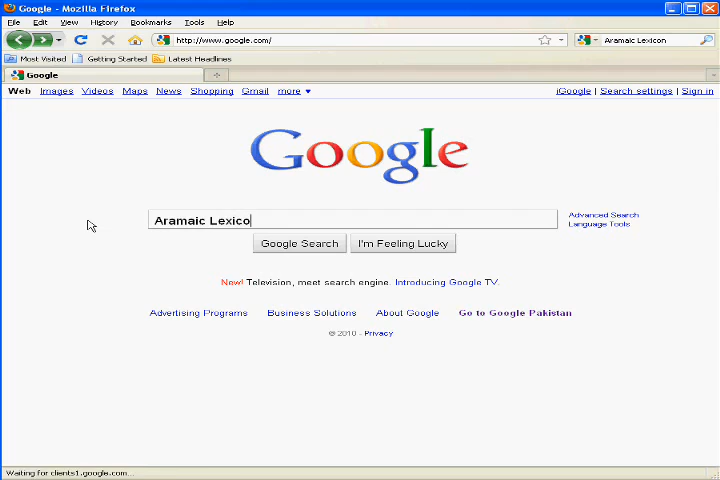 Google - Mozilla Firefox
File Edit View History Bookmarks Tools Help
http://www.google.com/ Aramaic Lexicon
Most Visited Getting Started Latest Headlines
Google
Web Images Videos Maps News Shopping Gmail more ▼ iGoogle | Search settings | Sign in
Google
Aramaic Lexico
Advanced Search
Language Tools
Google Search I'm Feeling Lucky
New! Television, meet search engine. Introducing Google TV.
Advertising Programs Business Solutions About Google Go to Google Pakistan
© 2010 - Privacy
Waiting for clients1.google.com...